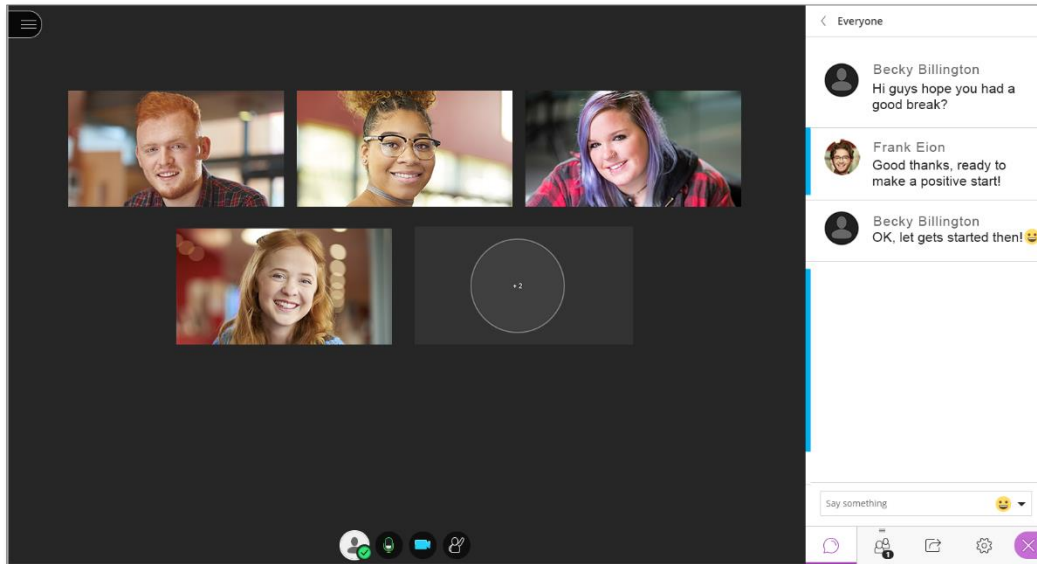 Everyone
Becky Billington
Hi guys hope you had a
good break?
Frank Eion
Good thanks, ready to
make a positive start!
Becky Billington
OK, let gets started then!😀
+ 2
Say something
1